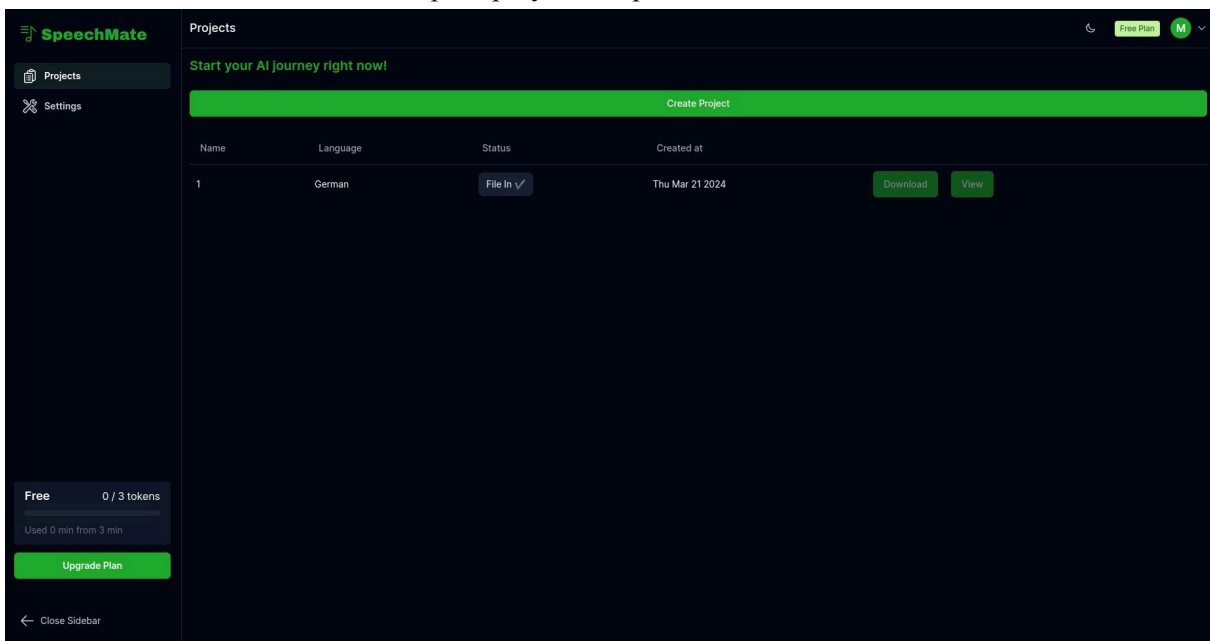 SpeechMate
Projects
Free Plan
M
Projects
Settings
Start your AI journey right now!
Create Project
Name Language Status Created at
1 German File In ✓ Thu Mar 21 2024 Download View
Free 0 / 3 tokens
Used 0 min from 3 min
Upgrade Plan
← Close Sidebar